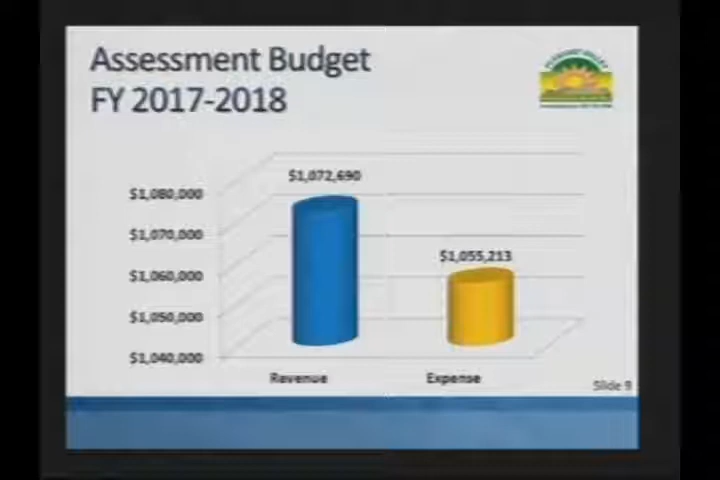 Assessment Budget
FY 2017-2018
$1,072,690
$1,080,000
$1,070,000
$1,055,213
$1,060,000
$1,050,000
$1,040,000
Revenue
Expense
Slide 9